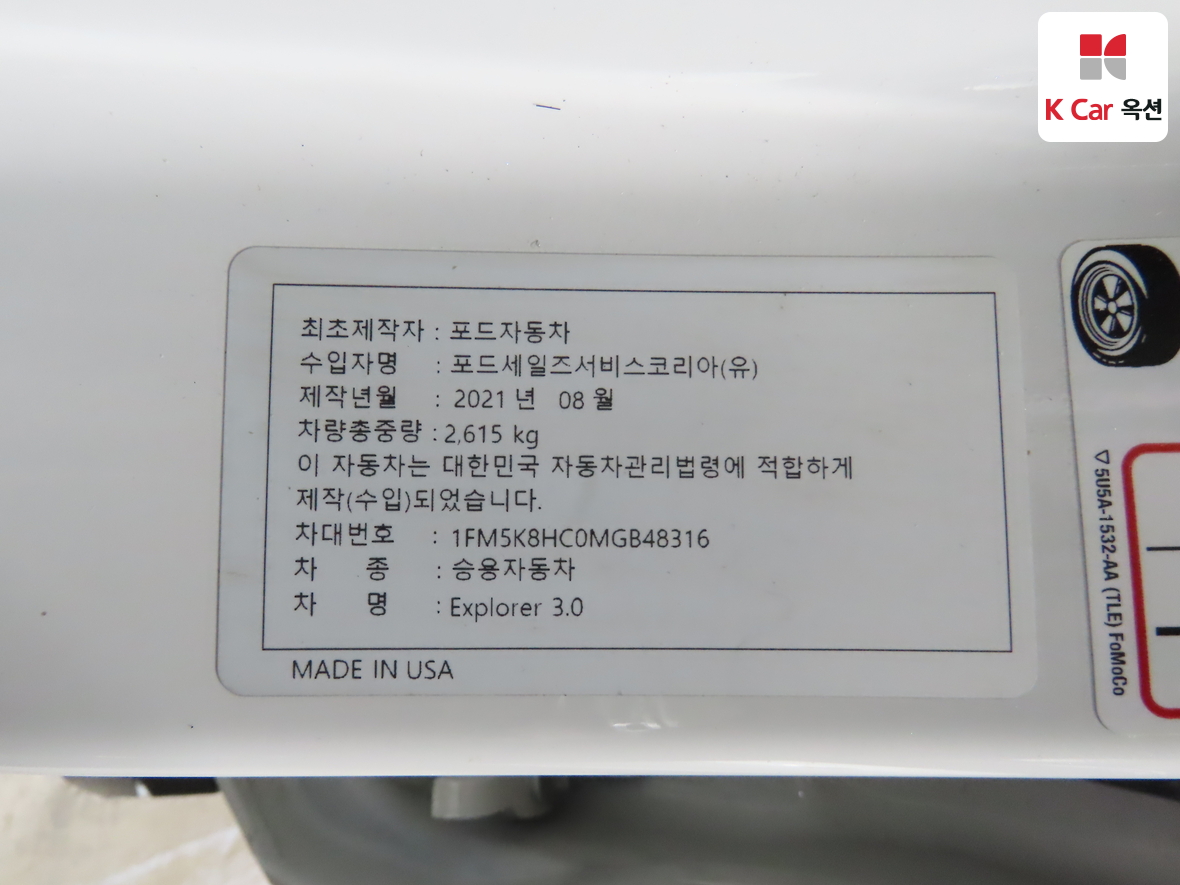 K Car 옥션
최초제작자 : 포드자동차
수입자명 : 포드세일즈서비스코리아(유)
제작년월 : 2021 년 08 월
차량총중량 : 2,615 kg
이 자동차는 대한민국 자동차관리법령에 적합하게
제작(수입)되었습니다.
차대번호 : 1FM5K8HC0MGB48316
차 종 : 승용자동차
차 명 : Explorer 3.0
MADE IN USA
5U5A-1532-AA (TLE) FoMoCo